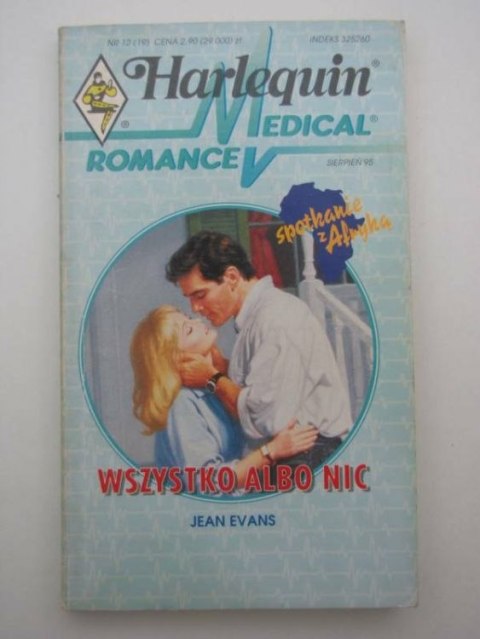 NR 12 (19) CENA 2,90 (29 000) zł INDEKS 325260
Harlequin®
MEDICAL®
ROMANCE
SIERPIEŃ 95
spotkanie
z Afryką
WSZYSTKO ALBO NIC
JEAN EVANS